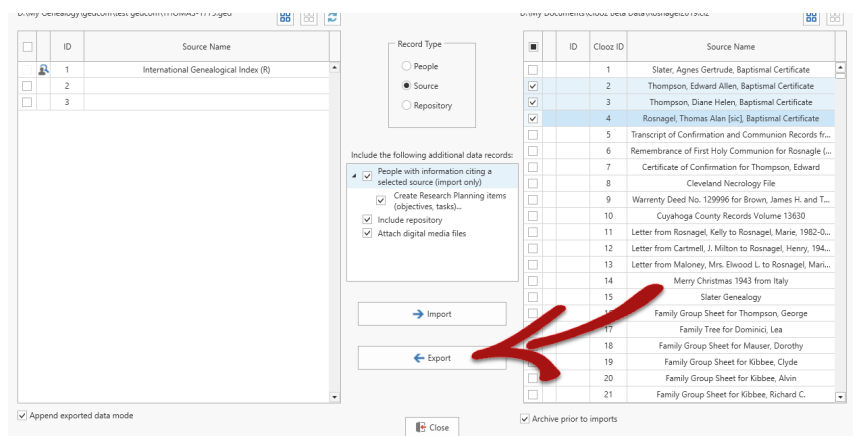 D:\My Genealogy\gedcom\test gedcom\THOMAS-1775.ged
ID Source Name
1 International Genealogical Index (R)
2
3
Append exported data mode
Record Type
People
Source
Repository
Include the following additional data records:
People with information citing a
selected source (import only)
Create Research Planning items
(objectives, tasks)...
Include repository
Attach digital media files
Import
Export
Close
D:\My Documents\Clooz Beta Data\Rosnagel2019.clz
ID Clooz ID Source Name
1 Slater, Agnes Gertrude, Baptismal Certificate
2 Thompson, Edward Allen, Baptismal Certificate
3 Thompson, Diane Helen, Baptismal Certificate
4 Rosnagel, Thomas Alan [sic], Baptismal Certificate
5 Transcript of Confirmation and Communion Records fr...
6 Remembrance of First Holy Communion for Rosnagle (...
7 Certificate of Confirmation for Thompson, Edward
8 Cleveland Necrology File
9 Warrenty Deed No. 129996 for Brown, James H. and T...
10 Cuyahoga County Records Volume 13630
11 Letter from Rosnagel, Kelly to Rosnagel, Marie, 1982-0...
12 Letter from Cartmell, J. Milton to Rosnagel, Henry, 194...
13 Letter from Maloney, Mrs. Elwood L. to Rosnagel, Mari...
14 Merry Christmas 1943 from Italy
15 Slater Genealogy
Family Group Sheet for Thompson, George
17 Family Tree for Dominici, Lea
18 Family Group Sheet for Mauser, Dorothy
19 Family Group Sheet for Kibbee, Clyde
20 Family Group Sheet for Kibbee, Alvin
21 Family Group Sheet for Kibbee, Richard C.
Archive prior to imports